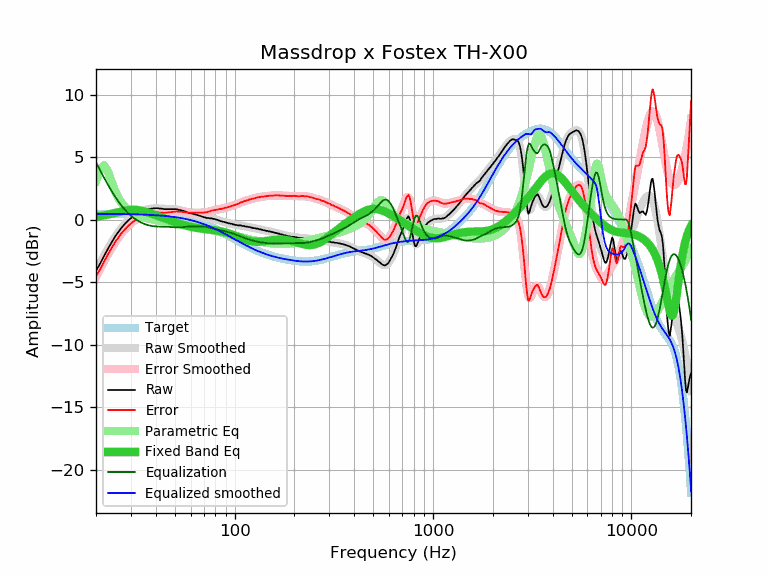 Massdrop x Fostex TH-X00
Amplitude (dBr)
10
5
0
−5
−10
−15
−20
Target
Raw Smoothed
Error Smoothed
Raw
Error
Parametric Eq
Fixed Band Eq
Equalization
Equalized smoothed
100 1000 10000
Frequency (Hz)